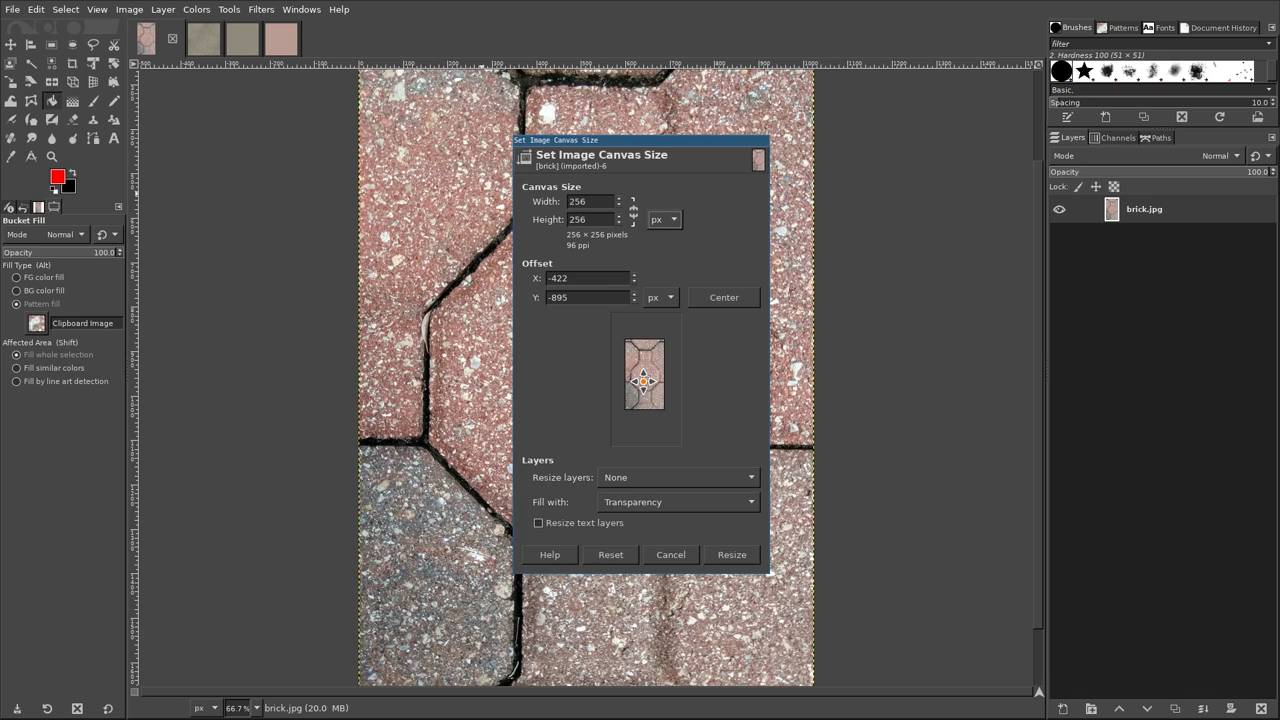 File Edit Select View Image Layer Colors Tools Filters Windows Help
Brushes Patterns Fonts Document History
filter
2. Hardness 100 (51 × 51)
Basic,
Spacing 10.0
Layers Channels Paths
Mode Normal
Opacity 100.0
Lock:
brick.jpg
Bucket Fill
Mode Normal
Opacity 100.0
Fill Type (Alt)
FG color fill
BG color fill
Pattern fill
Clipboard Image
Affected Area (Shift)
Fill whole selection
Fill similar colors
Fill by line art detection
Set Image Canvas Size
Set Image Canvas Size
[brick] (imported)-6
Canvas Size
Width: 256
Height: 256 px
256 × 256 pixels
96 ppi
Offset
X: -422
Y: -895 px Center
Layers
Resize layers: None
Fill with: Transparency
Resize text layers
Help Reset Cancel Resize
px 66.7% brick.jpg (20.0 MB)